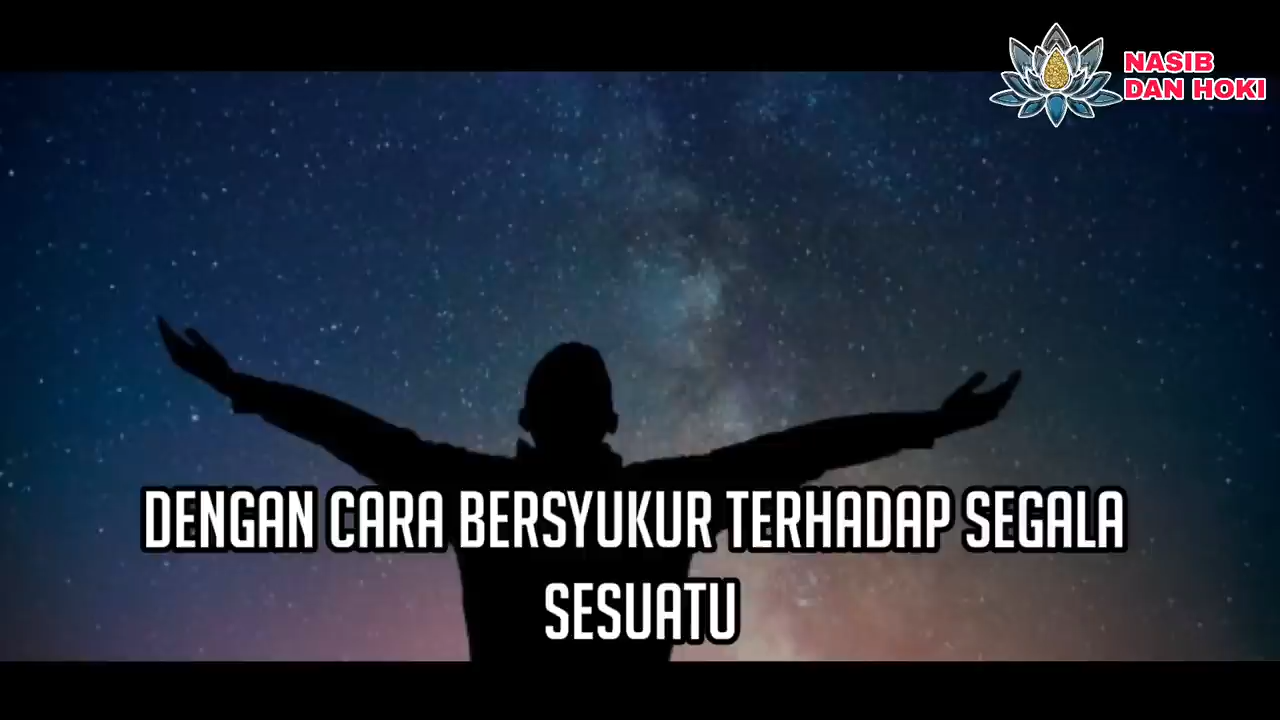 NASIB
DAN HOKI
DENGAN CARA BERSYUKUR TERHADAP SEGALA
SESUATU